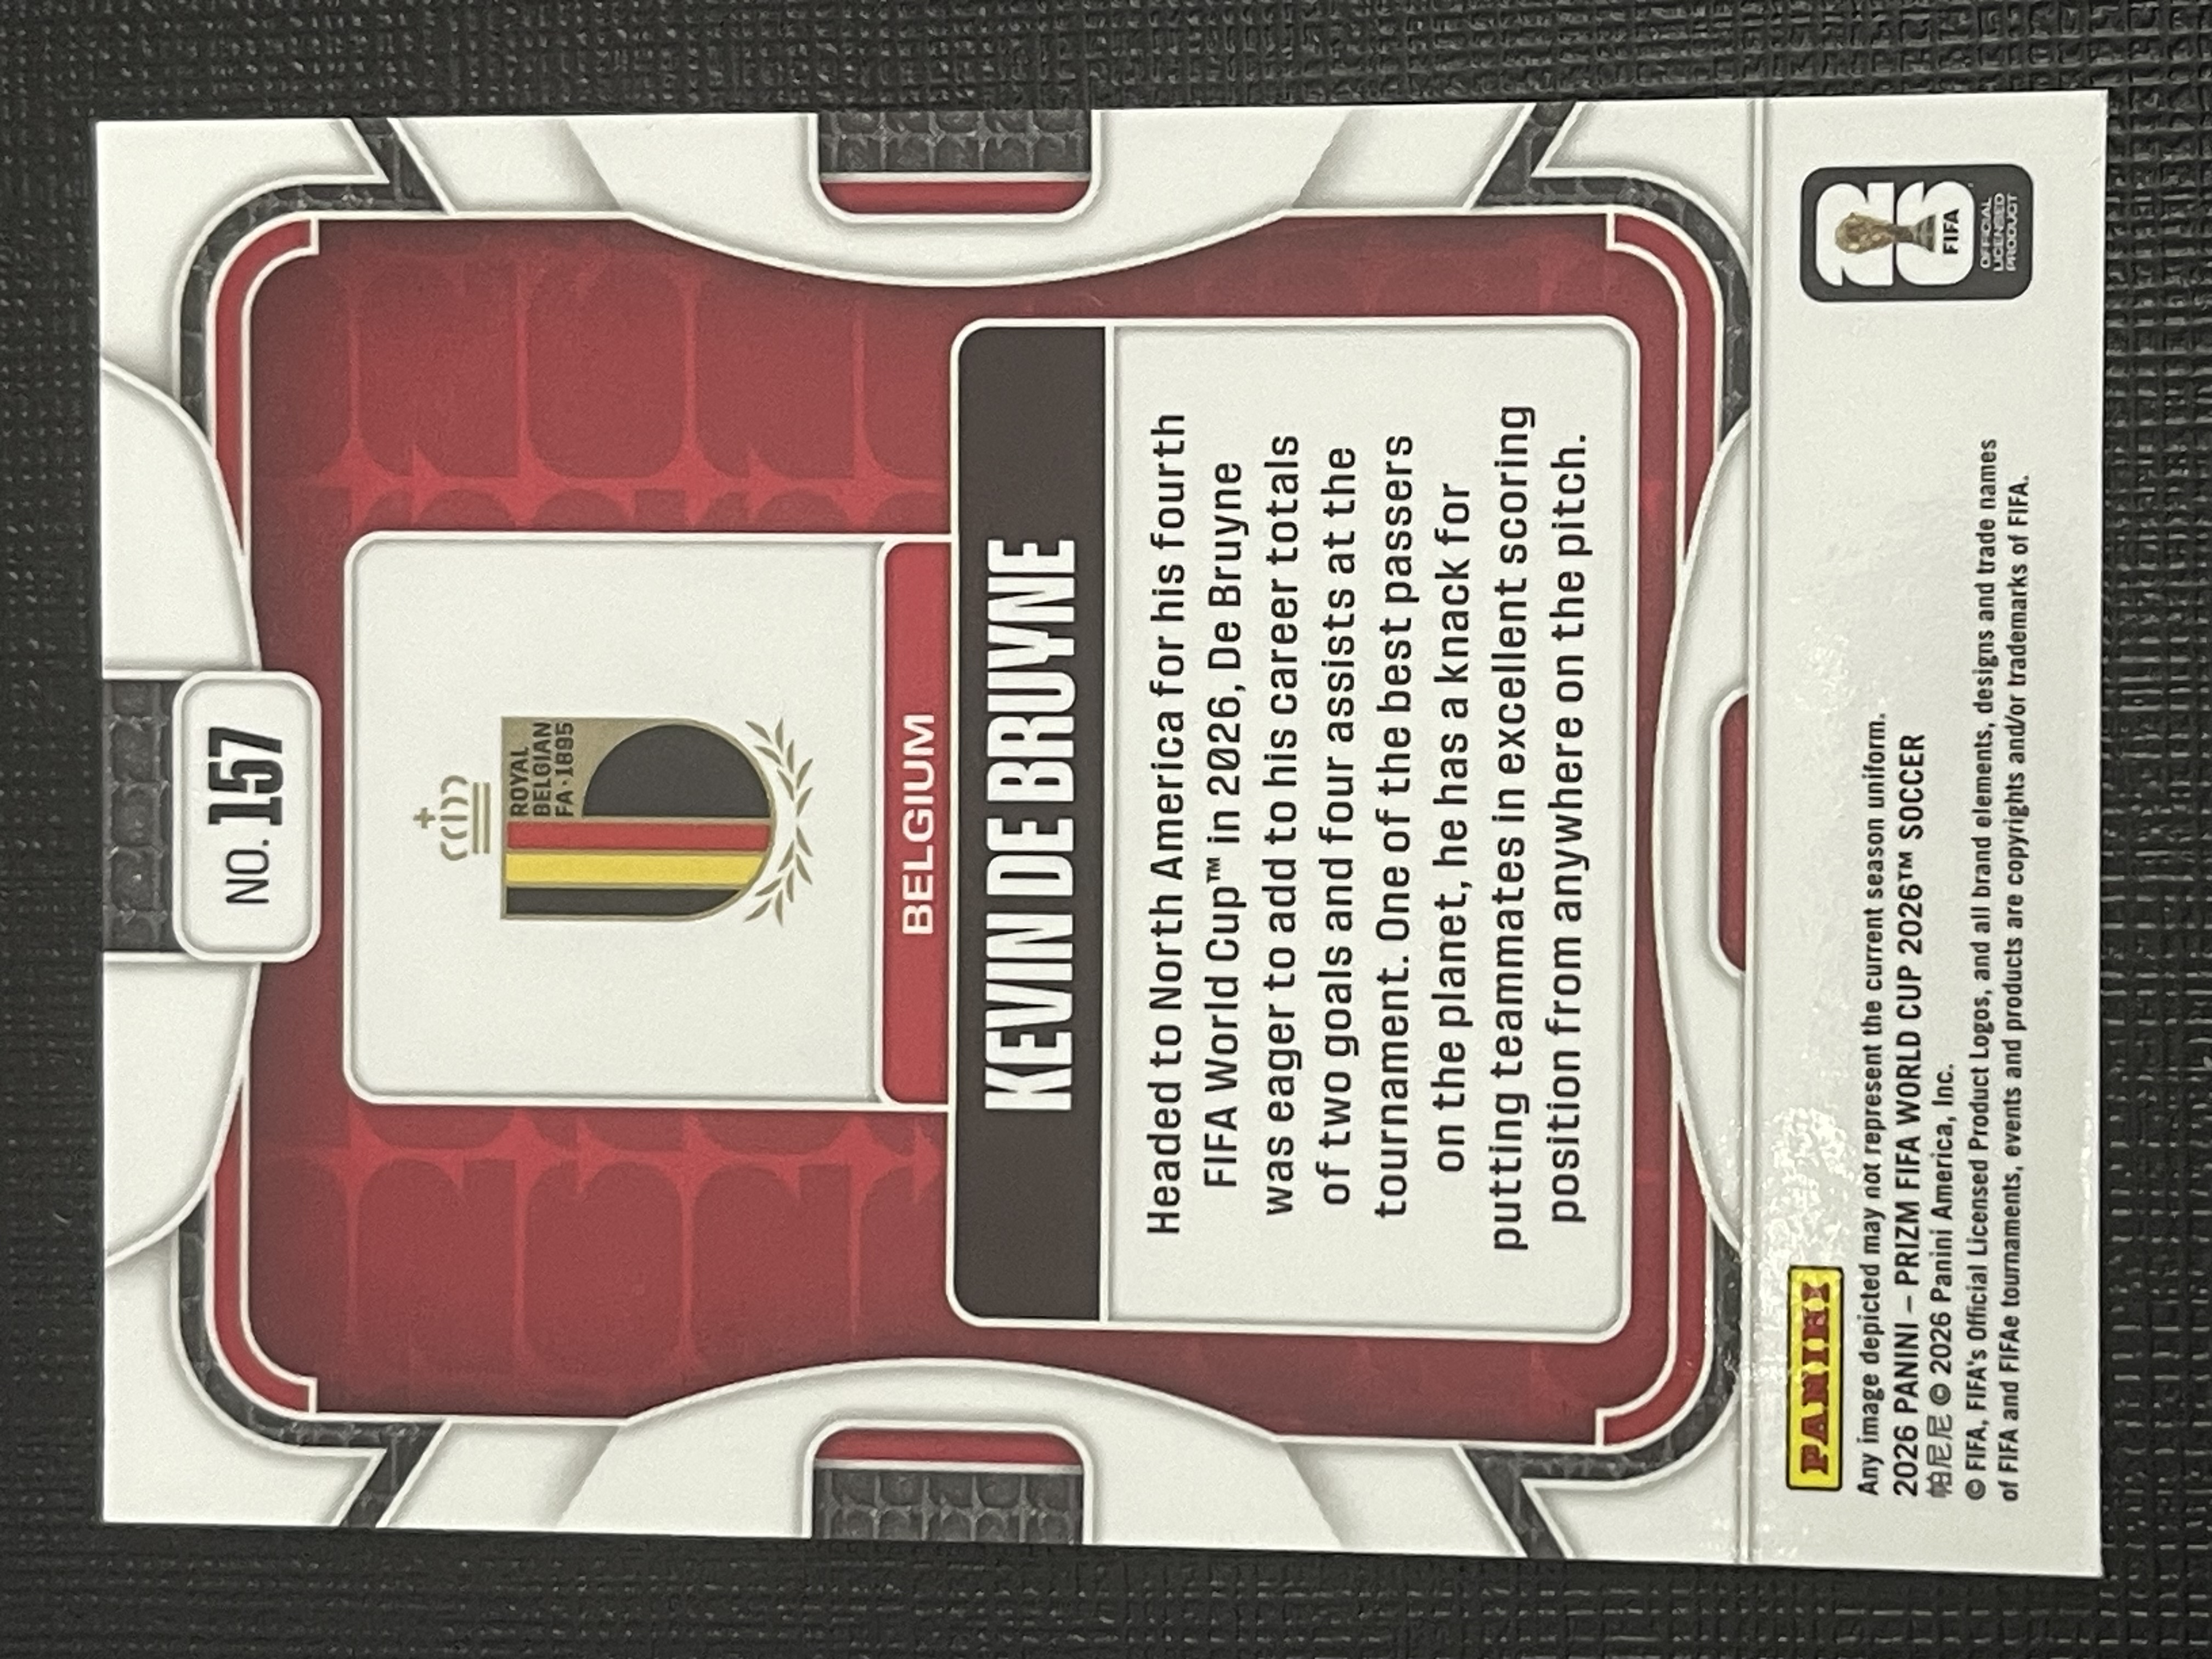 NO. 157
ROYAL
BELGIAN
FA·1895
BELGIUM
KEVIN DE BRUYNE
Headed to North America for his fourth
FIFA World Cup™ in 2026, De Bruyne
was eager to add to his career totals
of two goals and four assists at the
tournament. One of the best passers
on the planet, he has a knack for
putting teammates in excellent scoring
position from anywhere on the pitch.
PANINI
Any image depicted may not represent the current season uniform.
2026 PANINI – PRIZM FIFA WORLD CUP 2026™ SOCCER
帕尼尼 © 2026 Panini America, Inc.
© FIFA, FIFA's Official Licensed Product Logos, and all brand elements, designs and trade names
of FIFA and FIFAe tournaments, events and products are copyrights and/or trademarks of FIFA.
26
FIFA
OFFICIAL
LICENSED
PRODUCT